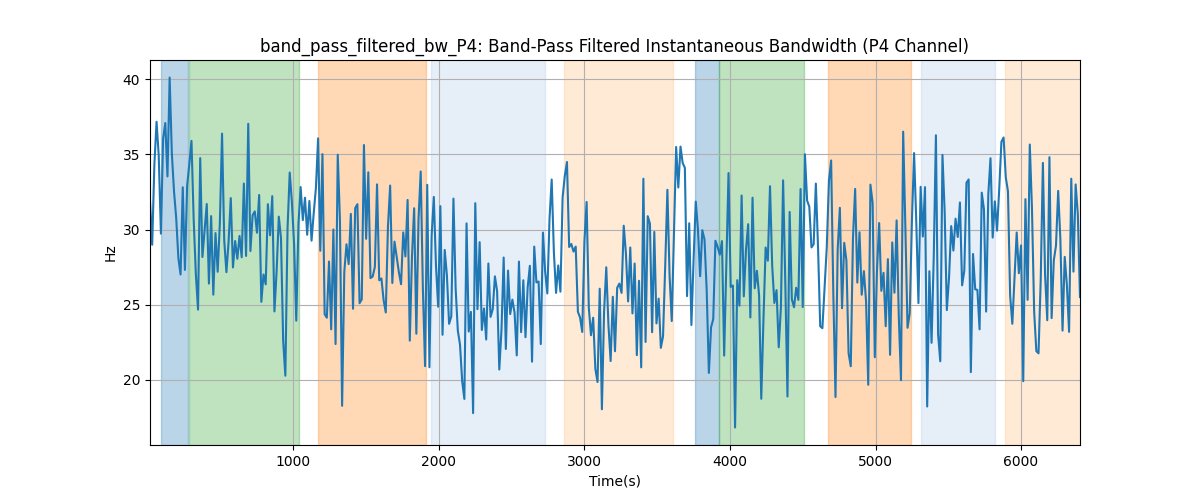 band_pass_filtered_bw_P4: Band-Pass Filtered Instantaneous Bandwidth (P4 Channel)
40
35
30
25
20
Hz
1000 2000 3000 4000 5000 6000
Time(s)